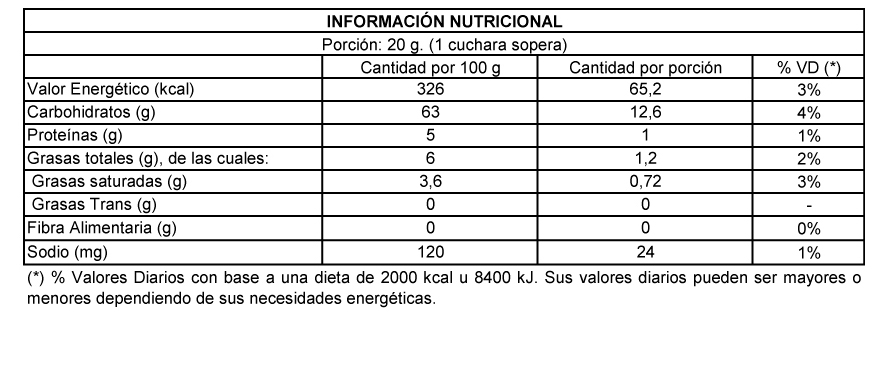 INFORMACIÓN NUTRICIONAL
Porción: 20 g. (1 cuchara sopera)
Cantidad por 100 g Cantidad por porción % VD (*)
Valor Energético (kcal) 326 65,2 3%
Carbohidratos (g) 63 12,6 4%
Proteínas (g) 5 1 1%
Grasas totales (g), de las cuales: 6 1,2 2%
Grasas saturadas (g) 3,6 0,72 3%
Grasas Trans (g) 0 0 -
Fibra Alimentaria (g) 0 0 0%
Sodio (mg) 120 24 1%
(*) % Valores Diarios con base a una dieta de 2000 kcal u 8400 kJ. Sus valores diarios pueden ser mayores o
menores dependiendo de sus necesidades energéticas.